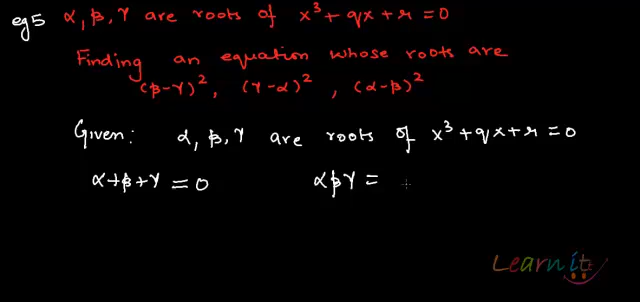 eg5 α, β, γ are roots of x³ + qx + r = 0
Finding an equation whose roots are
(β-γ)², (γ-α)², (α-β)²
Given: α, β, γ are roots of x³ + qx + r = 0
α+β+γ = 0 αβγ =
Learnit